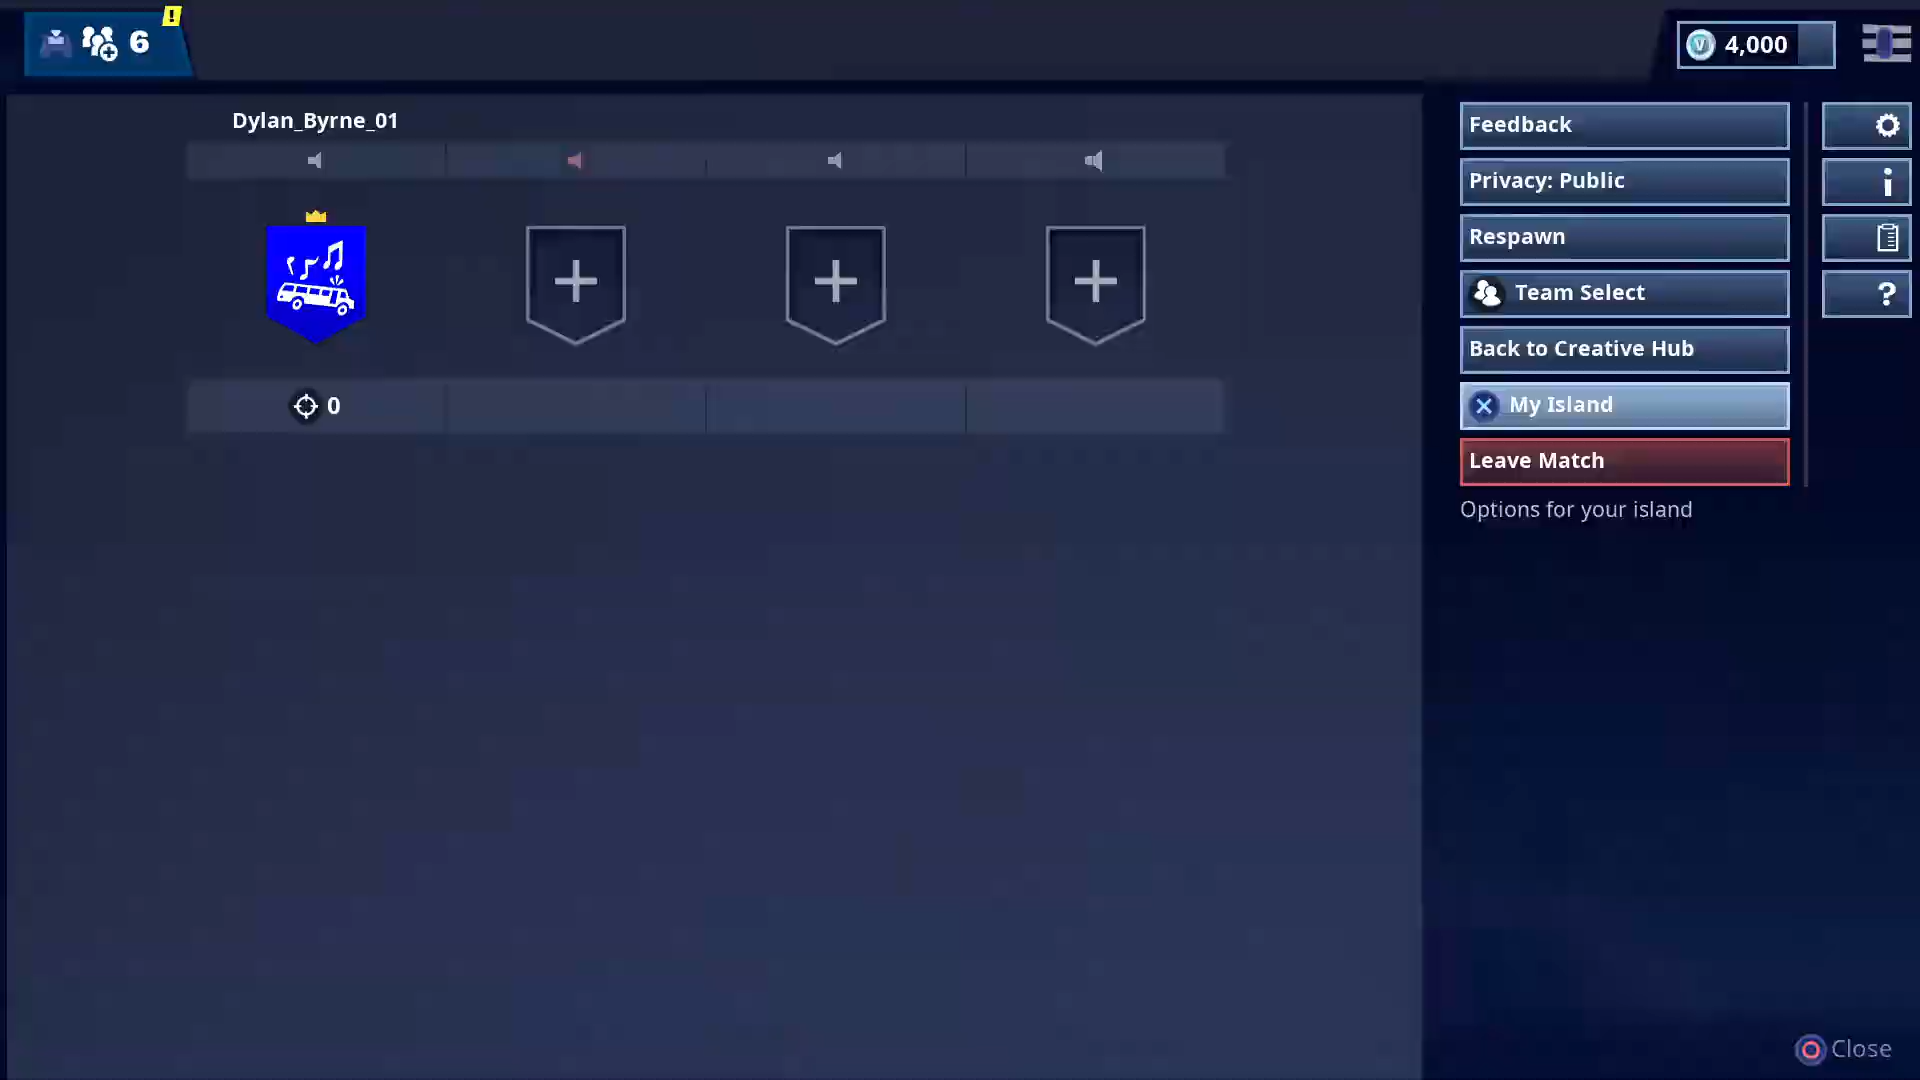 !
6
V 4,000
Dylan_Byrne_01
0
Feedback
Privacy: Public
Respawn
Team Select
Back to Creative Hub
My Island
Leave Match
Options for your island
i
?
Close